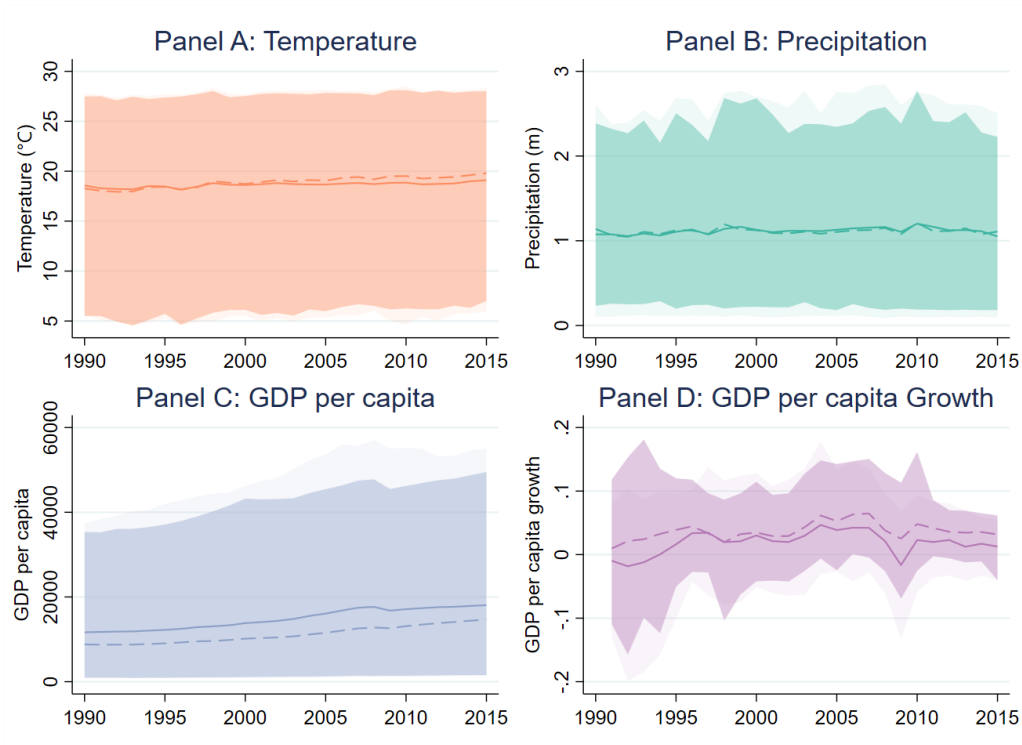 Panel A: Temperature
Temperature (°C)
30
25
20
15
10
5
1990 1995 2000 2005 2010 2015
Panel B: Precipitation
Precipitation (m)
3
2
1
0
1990 1995 2000 2005 2010 2015
Panel C: GDP per capita
GDP per capita
60000
40000
20000
0
1990 1995 2000 2005 2010 2015
Panel D: GDP per capita Growth
GDP per capita growth
.2
.1
0
-.1
-.2
1990 1995 2000 2005 2010 2015